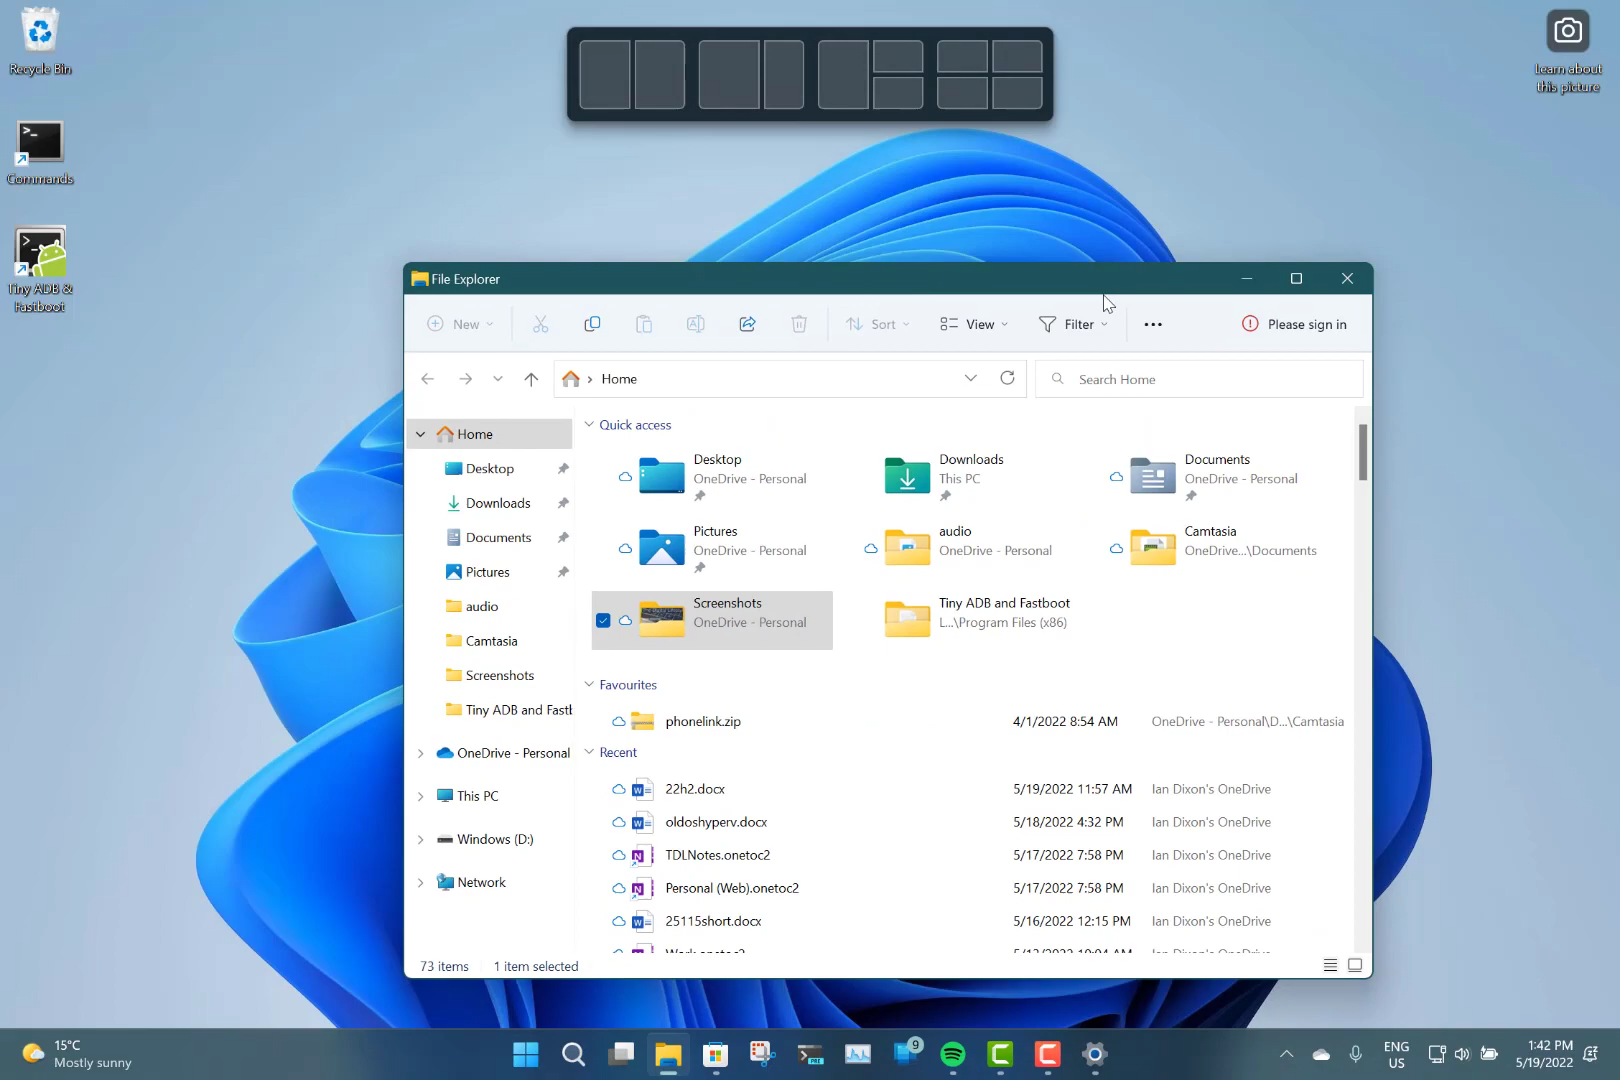 Recycle Bin
Commands
Tiny ADB &
Fastboot
Learn about
this picture
File Explorer
New
Sort
View
Filter
Please sign in
Home
Search Home
Home
Desktop
Downloads
Documents
Pictures
audio
Camtasia
Screenshots
Tiny ADB and Fastb
OneDrive - Personal
This PC
Windows (D:)
Network
Quick access
Desktop
OneDrive - Personal
Downloads
This PC
Documents
OneDrive - Personal
Pictures
OneDrive - Personal
audio
OneDrive - Personal
Camtasia
OneDrive...\Documents
Screenshots
OneDrive - Personal
Tiny ADB and Fastboot
L...\Program Files (x86)
Favourites
phonelink.zip 4/1/2022 8:54 AM OneDrive - Personal\D...\Camtasia
Recent
22h2.docx 5/19/2022 11:57 AM Ian Dixon's OneDrive
oldoshyperv.docx 5/18/2022 4:32 PM Ian Dixon's OneDrive
TDLNotes.onetoc2 5/17/2022 7:58 PM Ian Dixon's OneDrive
Personal (Web).onetoc2 5/17/2022 7:58 PM Ian Dixon's OneDrive
25115short.docx 5/16/2022 12:15 PM Ian Dixon's OneDrive
73 items 1 item selected
15°C
Mostly sunny
PRE
9
ENG
US
1:42 PM
5/19/2022